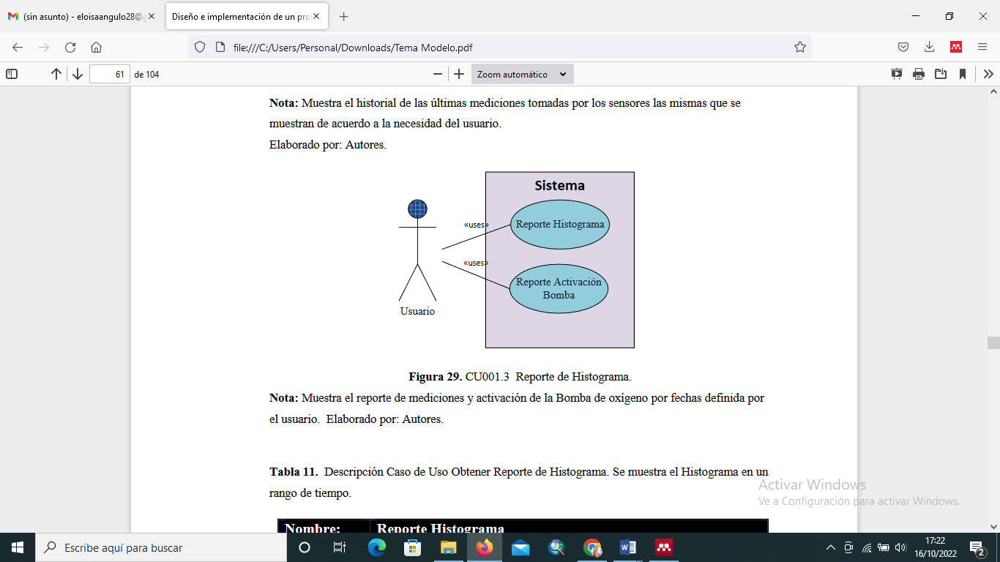 (sin asunto) - eloisaangulo28@g
Diseño e implementación de un pro
file:///C:/Users/Personal/Downloads/Tema Modelo.pdf
61 de 104
Zoom automático
Nota: Muestra el historial de las últimas mediciones tomadas por los sensores las mismas que se
muestran de acuerdo a la necesidad del usuario.
Elaborado por: Autores.
Sistema
«uses»
Reporte Histograma
«uses»
Reporte Activación
Bomba
Usuario
Figura 29. CU001.3 Reporte de Histograma.
Nota: Muestra el reporte de mediciones y activación de la Bomba de oxígeno por fechas defínida por
el usuario. Elaborado por: Autores.
Tabla 11. Descripción Caso de Uso Obtener Reporte de Histograma. Se muestra el Histograma en un
rango de tiempo.
Activar Windows
Ve a Configuración para activar Windows.
Nombre: Reporte Histograma
Escribe aquí para buscar
17:22
16/10/2022
2